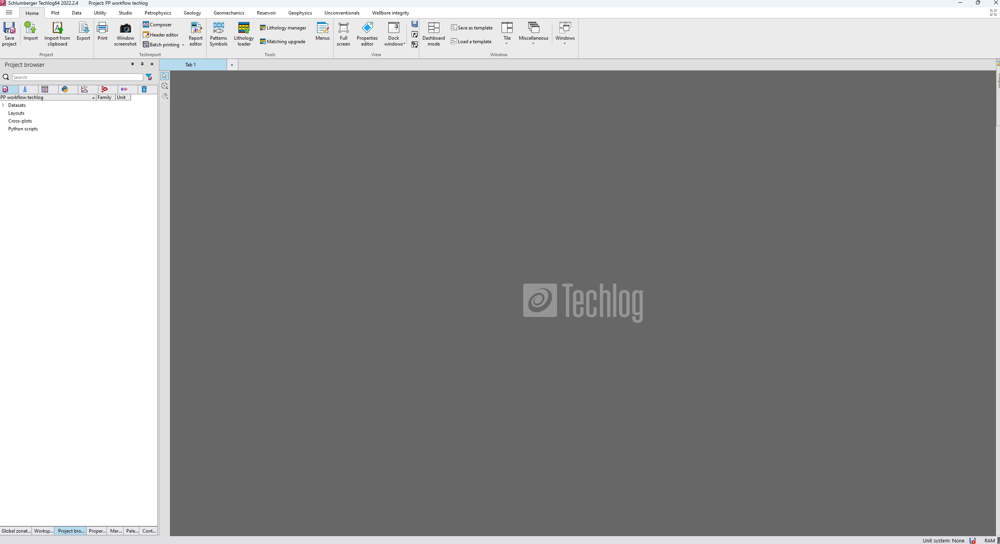 Schlumberger Techlog64 2022.2.4 Project: PP workflow techlog
Home Plot Data Utility Studio Petrophysics Geology Geomechanics Reservoir Geophysics Unconventionals Wellbore integrity
Save project
Import
Import from clipboard
Export
Project
Print
Window screenshot
Composer
Header editor
Batch printing
Report editor
Techreport
Patterns Symbols
Lithology loader
Lithology manager
Matching upgrade
Menus
Tools
Full screen
Properties editor
Dock windows
View
Dashboard mode
Save as template
Load a template
Tile
Miscellaneous
Windows
Window
Project browser
Tab 1
+
Search
PP workflow techlog Family Unit
Datasets
Layouts
Cross-plots
Python scripts
Techlog
Global zonat... Worksp... Project bro... Proper... Mar... Pale... Cont...
Unit system: None RAM